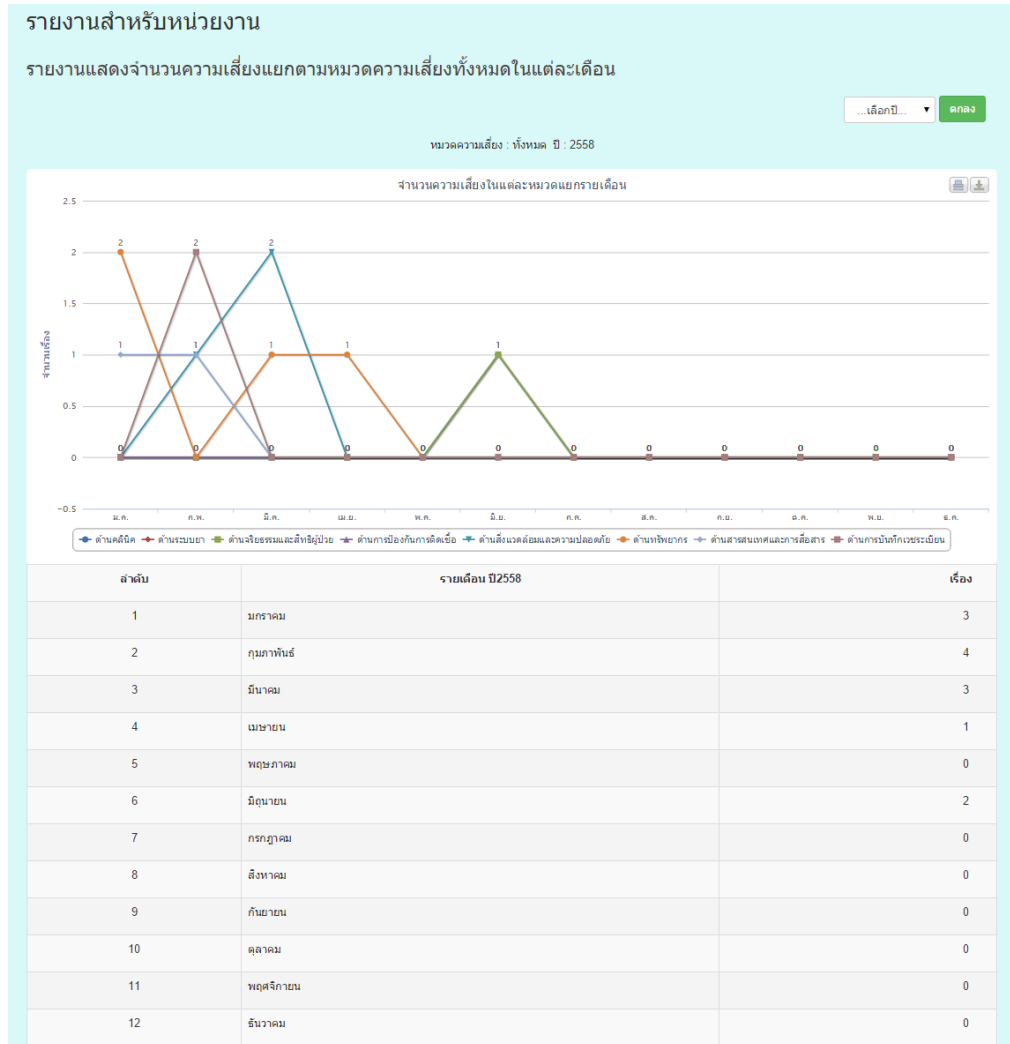 รายงานสำหรับหน่วยงาน
รายงานแสดงจำนวนความเสี่ยงแยกตามหมวดความเสี่ยงทั้งหมดในแต่ละเดือน
...เลือกปี... ตกลง
หมวดความเสี่ยง : ทั้งหมด ปี : 2558
จำนวนความเสี่ยงในแต่ละหมวดแยกรายเดือน
2.5
2 2 2
2
1.5
จำนวนเรื่อง
1 1 1 1 1
1
0.5
0 0 0 0 0 0 0 0 0 0 0 0
0
-0.5
ม.ค. ก.พ. มี.ค. เม.ย. พ.ค. มิ.ย. ก.ค. ส.ค. ก.ย. ต.ค. พ.ย. ธ.ค.
ด้านคลินิค ด้านระบบยา ด้านจริยธรรมและสิทธิผู้ป่วย ด้านการป้องกันการติดเชื้อ ด้านสิ่งแวดล้อมและความปลอดภัย ด้านทรัพยากร ด้านสารสนเทศและการสื่อสาร ด้านการบันทึกเวชระเบียน
ลำดับ รายเดือน ปี2558 เรื่อง
1 มกราคม 3
2 กุมภาพันธ์ 4
3 มีนาคม 3
4 เมษายน 1
5 พฤษภาคม 0
6 มิถุนายน 2
7 กรกฎาคม 0
8 สิงหาคม 0
9 กันยายน 0
10 ตุลาคม 0
11 พฤศจิกายน 0
12 ธันวาคม 0